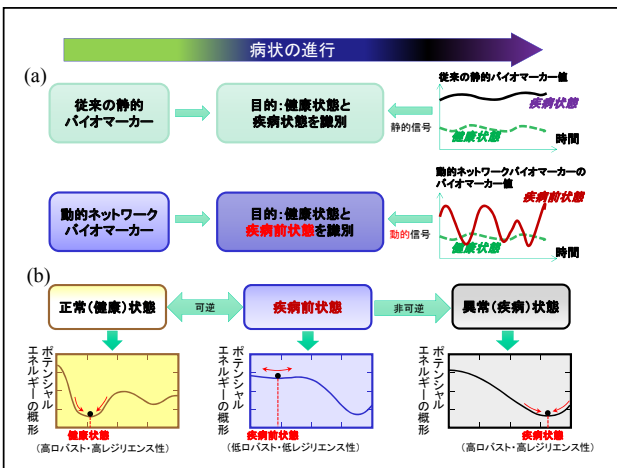 病状の進行
(a)
従来の静的
バイオマーカー
目的：健康状態と
疾病状態を識別
静的信号
従来の静的バイオマーカー値
疾病状態
健康状態
時間
動的ネットワーク
バイオマーカー
目的：健康状態と
疾病前状態を識別
動的信号
動的ネットワークバイオマーカーの
バイオマーカー値
疾病前状態
健康状態
時間
(b)
正常（健康）状態
可逆
疾病前状態
非可逆
異常（疾病）状態
ポテンシャル
エネルギーの概形
健康状態
（高ロバスト・高レジリエンス性）
ポテンシャル
エネルギーの概形
疾病前状態
（低ロバスト・低レジリエンス性）
ポテンシャル
エネルギーの概形
疾病状態
（高ロバスト・高レジリエンス性）